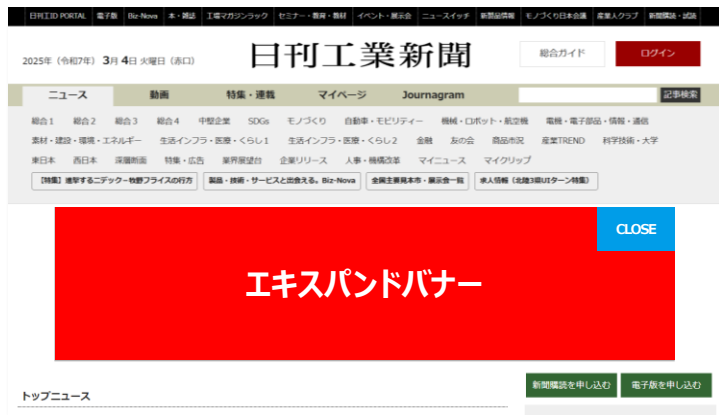 日刊工ID PORTAL 電子版 Biz-Nova 本・雑誌 工場マガジンラック セミナー・教育・教材 イベント・展示会 ニュースイッチ 新製品情報 モノづくり日本会議 産業人クラブ 新聞購読・試読
2025年（令和7年）3月4日 火曜日（赤口） 日刊工業新聞 総合ガイド ログイン
ニュース 動画 特集・連載 マイページ Journagram 記事検索
総合1 総合2 総合3 総合4 中堅企業 SDGs モノづくり 自動車・モビリティー 機械・ロボット・航空機 電機・電子部品・情報・通信
素材・建設・環境・エネルギー 生活インフラ・医療・くらし1 生活インフラ・医療・くらし2 金融 友の会 商品市況 産業TREND 科学技術・大学
東日本 西日本 深層断面 特集・広告 業界展望台 企業リリース 人事・機構改革 マイニュース マイクリップ
【特集】進撃するニデック―牧野フライスの行方 製品・技術・サービスと出会える。Biz-Nova 全国主要見本市・展示会一覧 求人情報（北陸3県UIターン特集）
CLOSE
エキスパンドバナー
新聞購読を申し込む 電子版を申し込む
トップニュース